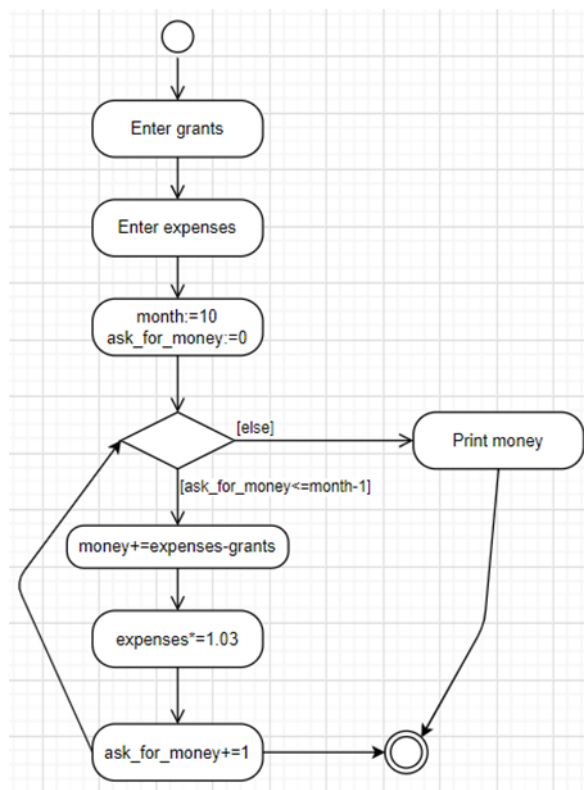 Enter grants
Enter expenses
month:=10
ask_for_money:=0
[else]
Print money
[ask_for_money<=month-1]
money+=expenses-grants
expenses*=1.03
ask_for_money+=1